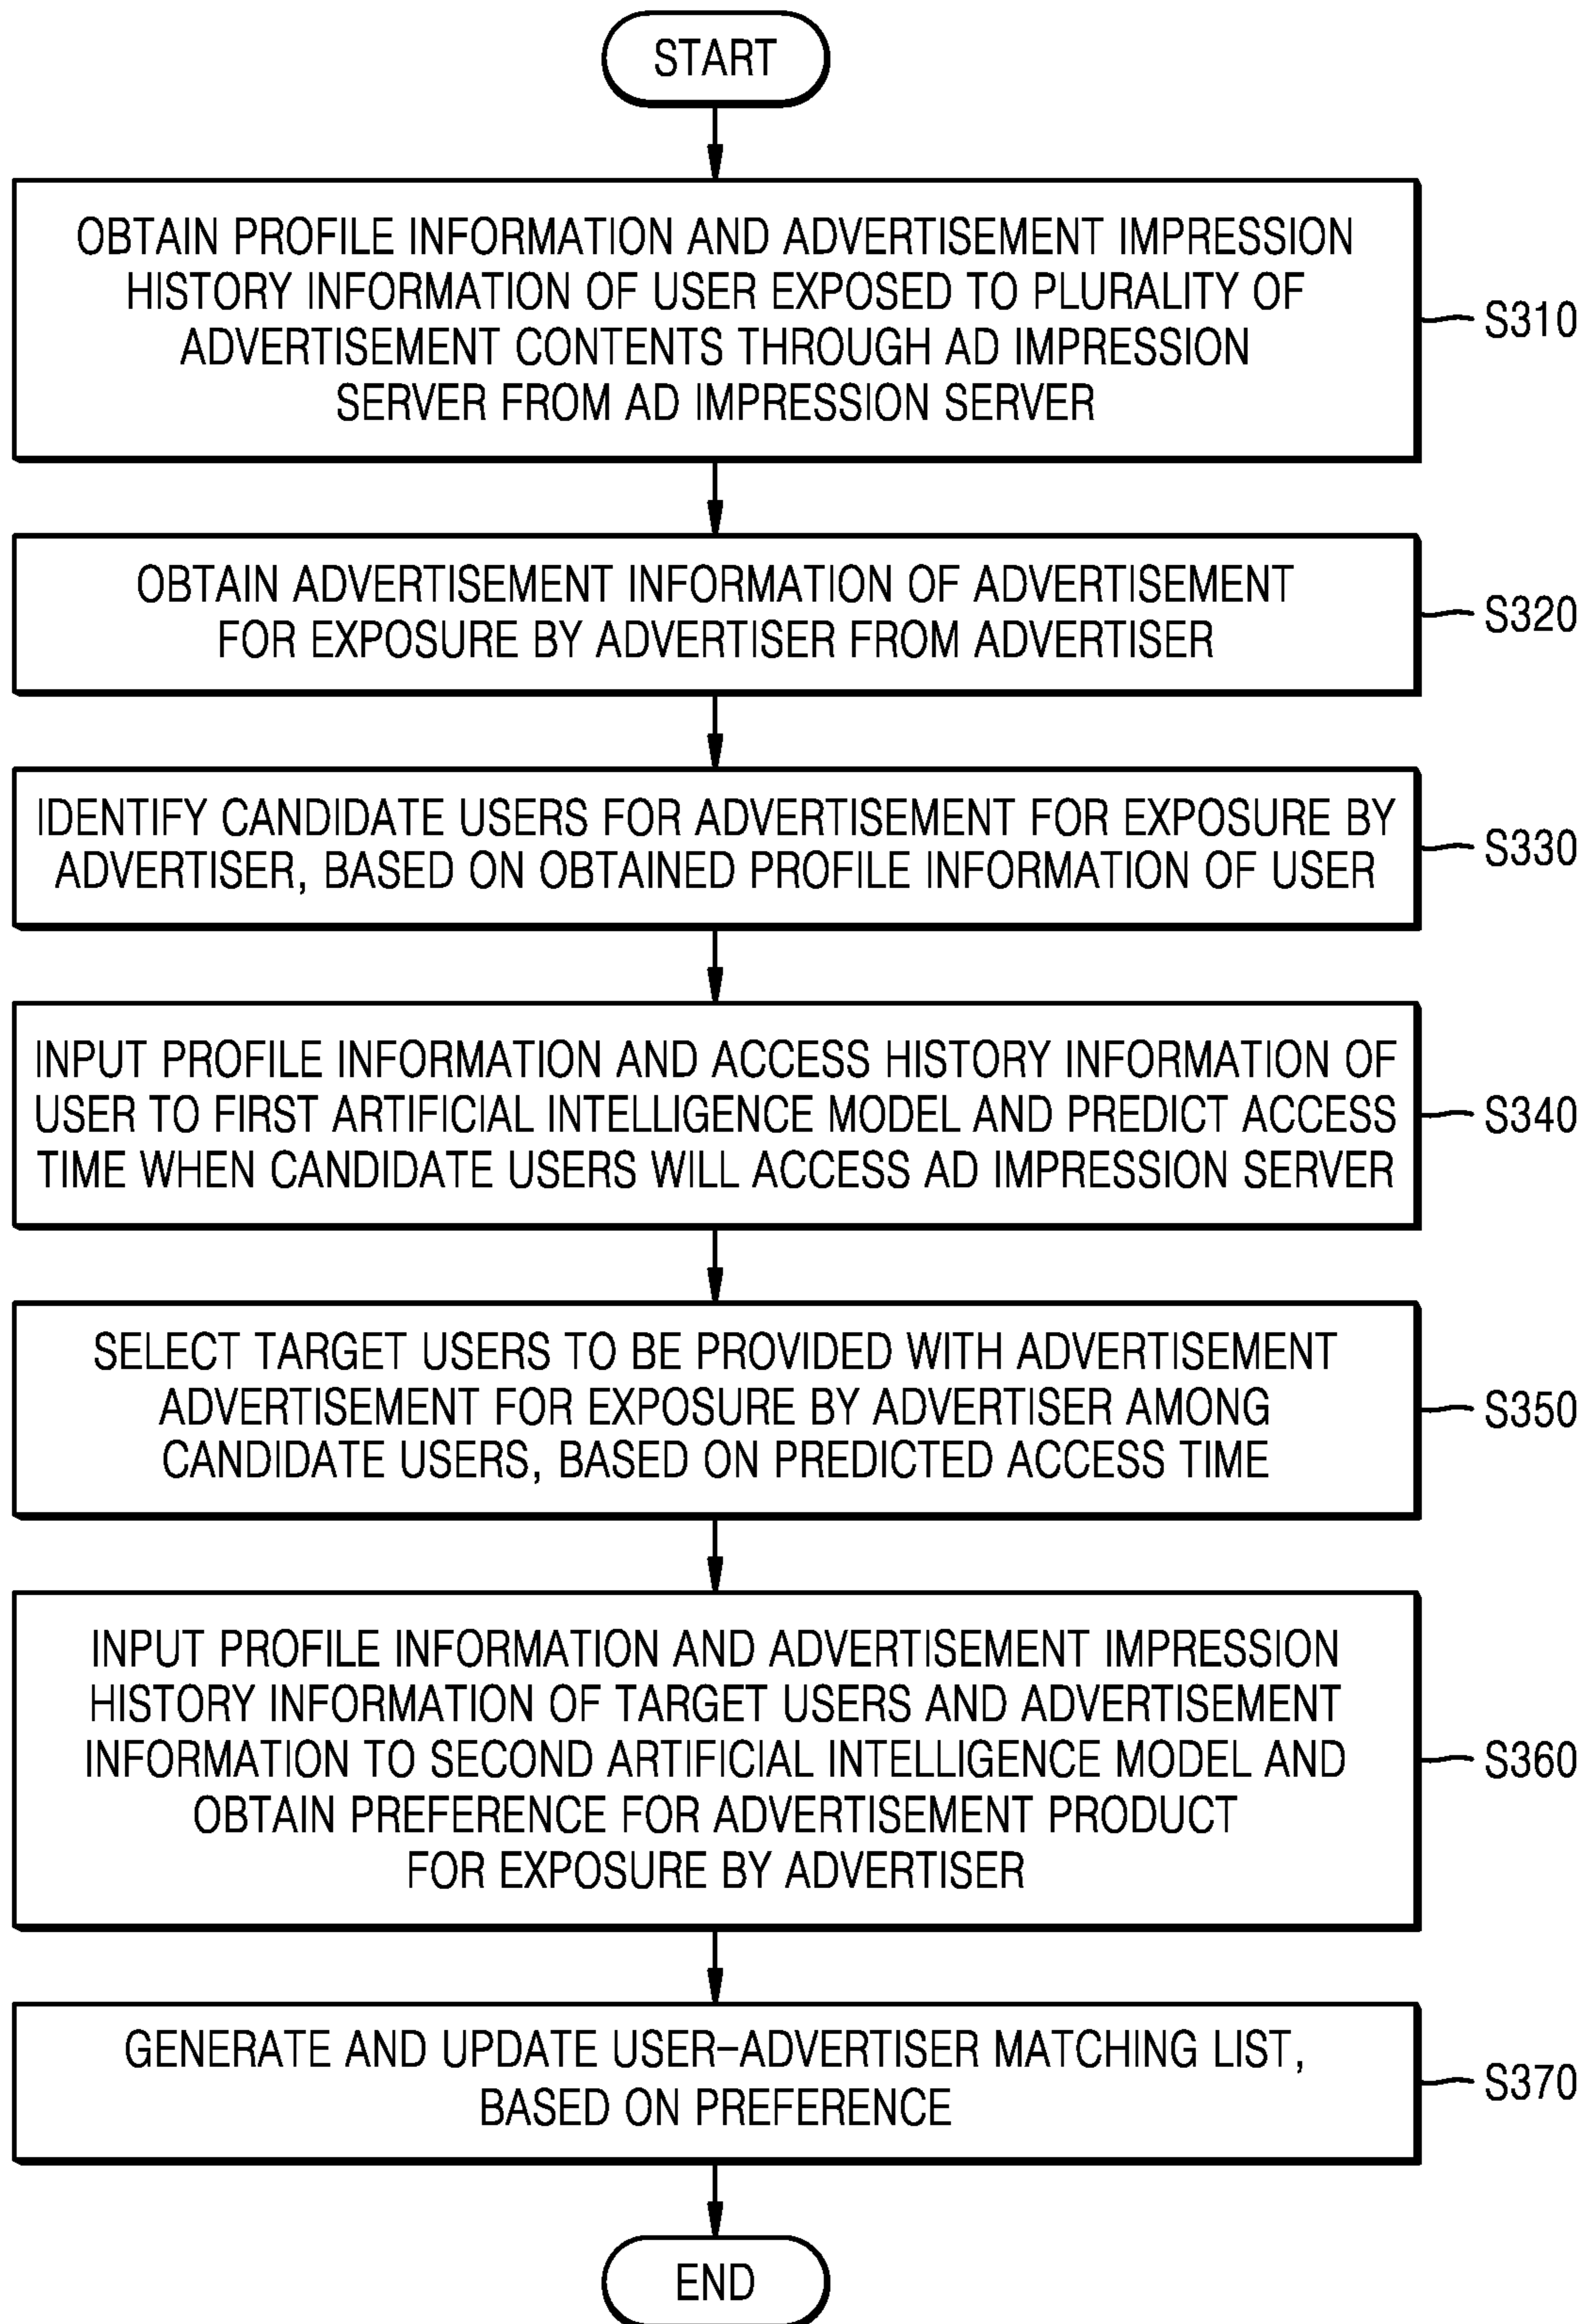 START
OBTAIN PROFILE INFORMATION AND ADVERTISEMENT IMPRESSION
HISTORY INFORMATION OF USER EXPOSED TO PLURALITY OF
ADVERTISEMENT CONTENTS THROUGH AD IMPRESSION
SERVER FROM AD IMPRESSION SERVER
S310
OBTAIN ADVERTISEMENT INFORMATION OF ADVERTISEMENT
FOR EXPOSURE BY ADVERTISER FROM ADVERTISER
S320
IDENTIFY CANDIDATE USERS FOR ADVERTISEMENT FOR EXPOSURE BY
ADVERTISER, BASED ON OBTAINED PROFILE INFORMATION OF USER
S330
INPUT PROFILE INFORMATION AND ACCESS HISTORY INFORMATION OF
USER TO FIRST ARTIFICIAL INTELLIGENCE MODEL AND PREDICT ACCESS
TIME WHEN CANDIDATE USERS WILL ACCESS AD IMPRESSION SERVER
S340
SELECT TARGET USERS TO BE PROVIDED WITH ADVERTISEMENT
ADVERTISEMENT FOR EXPOSURE BY ADVERTISER AMONG
CANDIDATE USERS, BASED ON PREDICTED ACCESS TIME
S350
INPUT PROFILE INFORMATION AND ADVERTISEMENT IMPRESSION
HISTORY INFORMATION OF TARGET USERS AND ADVERTISEMENT
INFORMATION TO SECOND ARTIFICIAL INTELLIGENCE MODEL AND
OBTAIN PREFERENCE FOR ADVERTISEMENT PRODUCT
FOR EXPOSURE BY ADVERTISER
S360
GENERATE AND UPDATE USER-ADVERTISER MATCHING LIST,
BASED ON PREFERENCE
S370
END